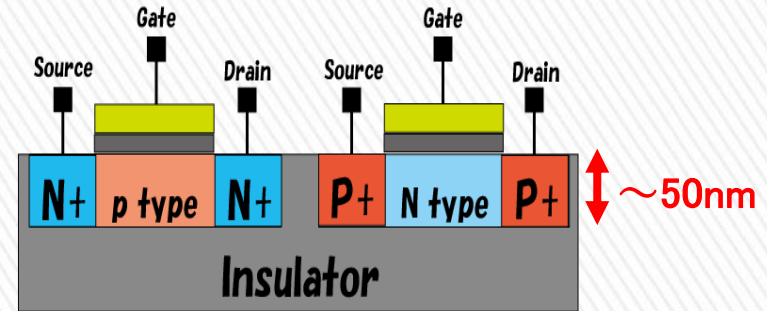 Gate
Gate
Source
Drain
Source
Drain
N+
p type
N+
P+
N type
P+
～50nm
Insulator